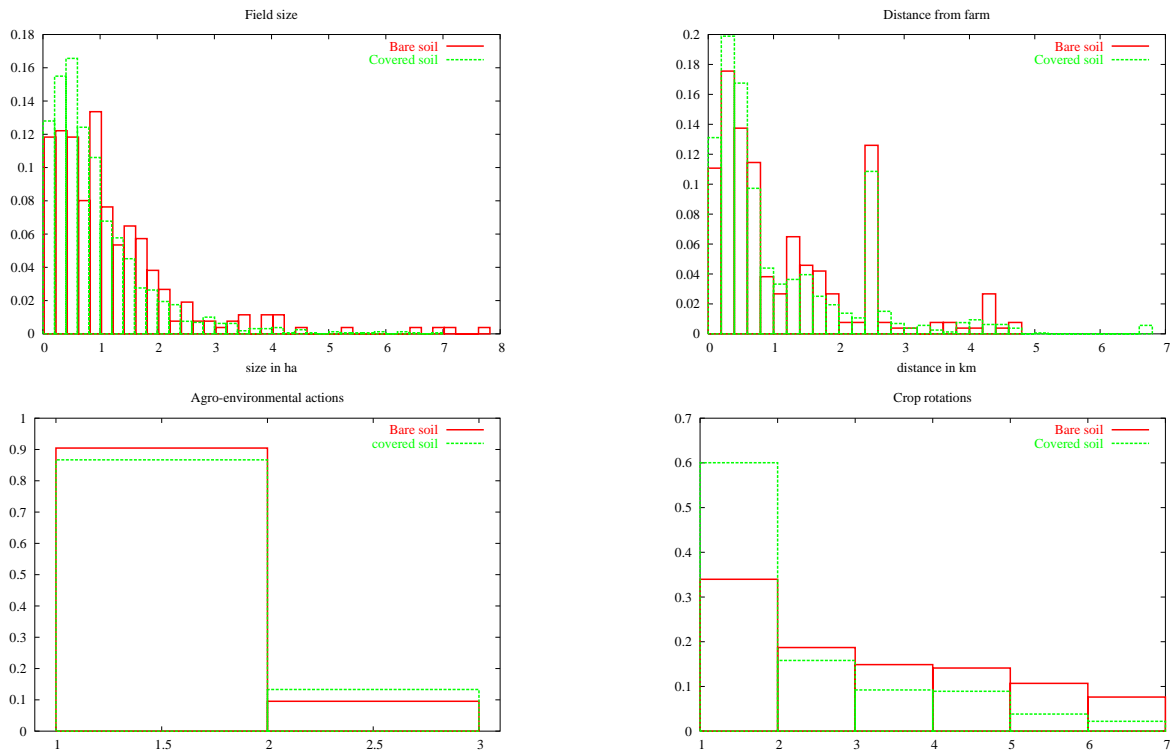 Field size
0.18
0.16
0.14
0.12
0.1
0.08
0.06
0.04
0.02
0
Bare soil
Covered soil
0 1 2 3 4 5 6 7 8
size in ha
Distance from farm
0.2
0.18
0.16
0.14
0.12
0.1
0.08
0.06
0.04
0.02
0
Bare soil
Covered soil
0 1 2 3 4 5 6 7
distance in km
Agro-environmental actions
1
0.9
0.8
0.7
0.6
0.5
0.4
0.3
0.2
0.1
0
Bare soil
covered soil
1 1.5 2 2.5 3
Crop rotations
0.7
0.6
0.5
0.4
0.3
0.2
0.1
0
Bare soil
Covered soil
1 2 3 4 5 6 7